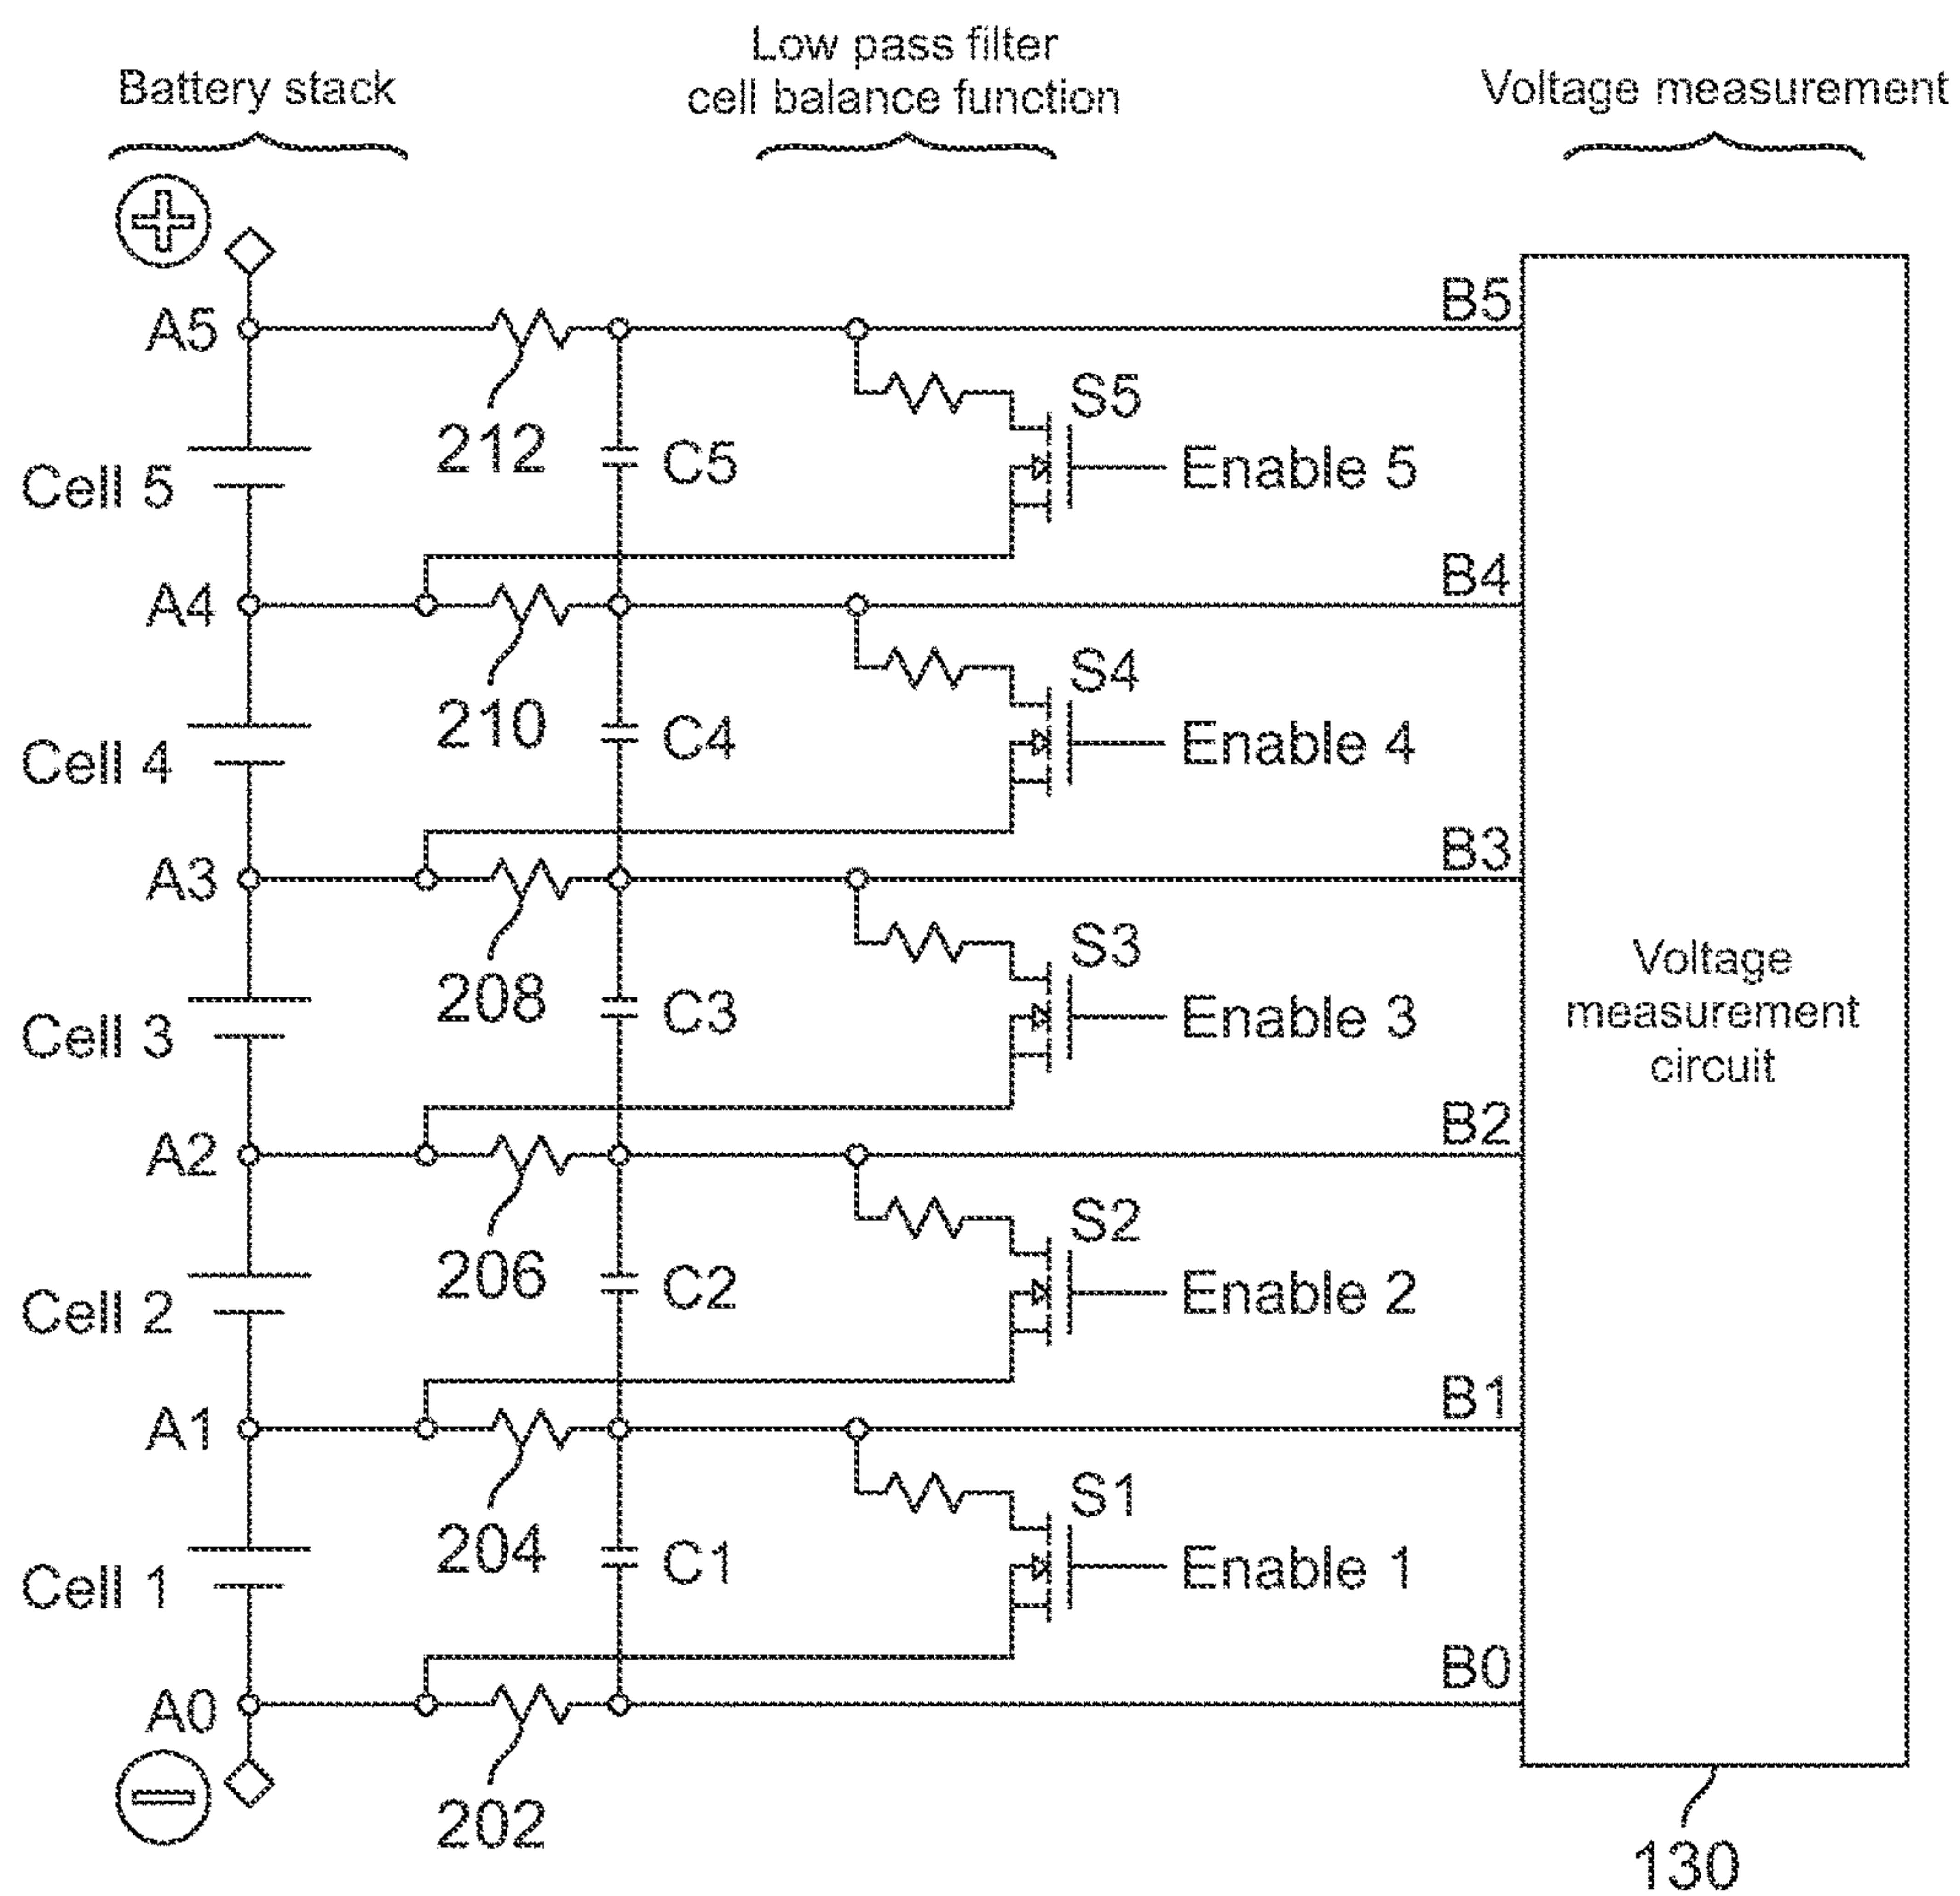 Low pass filter
Battery stack
cell balance function
Voltage measurement
B5
A5
S5
212
C5
Enable 5
Cell 5
B4
A4
S4
210
C4
Enable 4
Cell 4
B3
A3
S3
Voltage
208
C3
Enable 3
measurement
Cell 3
circuit
B2
A2
S2
206
C2
Enable 2
Cell 2
B1
A1
S1
204
C1
Enable 1
Cell 1
B0
A0
202
130